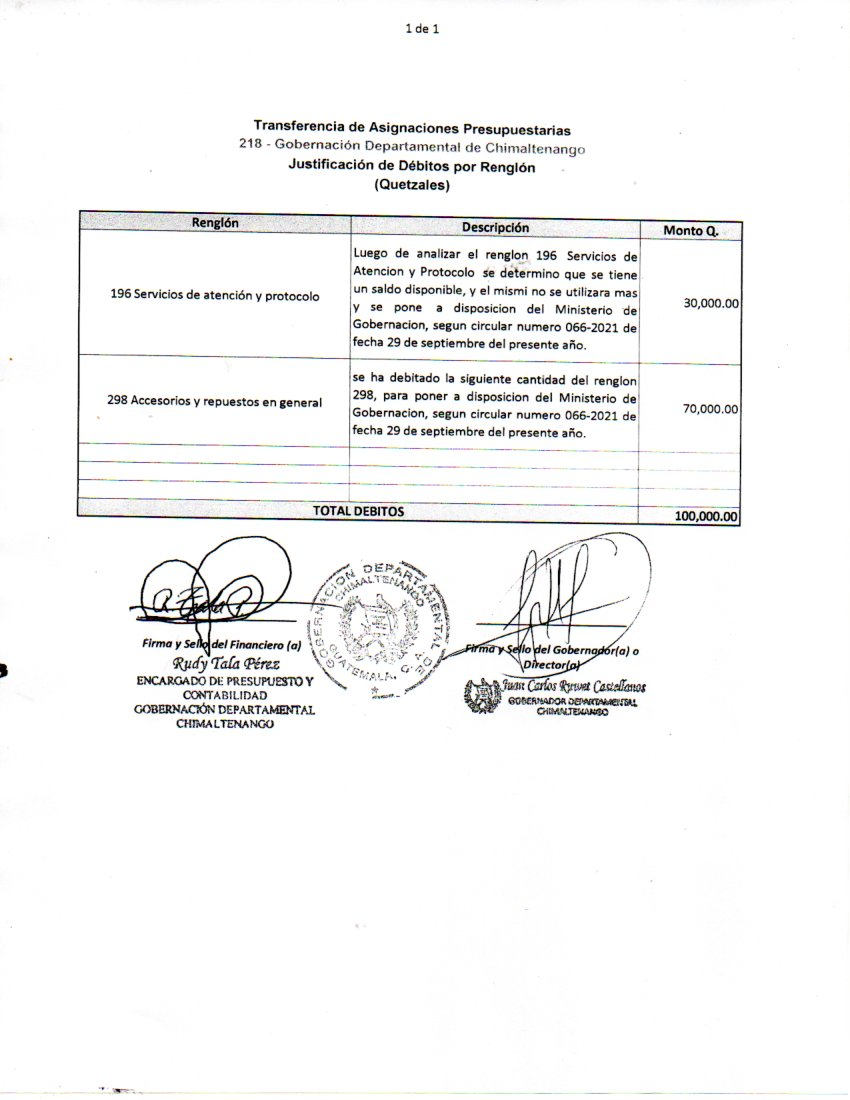 1 de 1
Transferencia de Asignaciones Presupuestarias
218 - Gobernación Departamental de Chimaltenango
Justificación de Débitos por Renglón
(Quetzales)
Renglón Descripción Monto Q.
196 Servicios de atención y protocolo
Luego de analizar el renglon 196 Servicios de
Atencion y Protocolo se determino que se tiene
un saldo disponible, y el mismi no se utilizara mas
y se pone a disposicion del Ministerio de
Gobernacion, segun circular numero 066-2021 de
fecha 29 de septiembre del presente año.
30,000.00
298 Accesorios y repuestos en general
se ha debitado la siguiente cantidad del renglon
298, para poner a disposicion del Ministerio de
Gobernacion, segun circular numero 066-2021 de
fecha 29 de septiembre del presente año.
70,000.00
TOTAL DEBITOS 100,000.00
Firma y Sello del Financiero (a)
Rudy Tala Pérez
ENCARGADO DE PRESUPUESTO Y
CONTABILIDAD
GOBERNACIÓN DEPARTAMENTAL
CHIMALTENANGO
GOBERNACION DEPARTAMENTAL DE
CHIMALTENANGO
GUATEMALA, C. A.
Firma y Sello del Gobernador(a) o
Director(a)
Juan Carlos Rywet Castellanos
GOBERNADOR DEPARTAMENTAL
CHIMALTENANGO